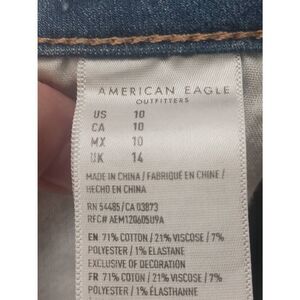 AMERICAN EAGLE
OUTFITTERS
US 10
CA 10
MX 10
UK 14
MADE IN CHINA / FABRIQUÉ EN CHINE /
HECHO EN CHINA
RN 54485/CA 03873
RFC# AEM120605U9A
EN 71% COTTON / 21% VISCOSE / 7%
POLYESTER / 1% ELASTANE
EXCLUSIVE OF DECORATION
FR 71% COTON / 21% VISCOSE / 7%
POLYESTER / 1% ÉLASTHANNE